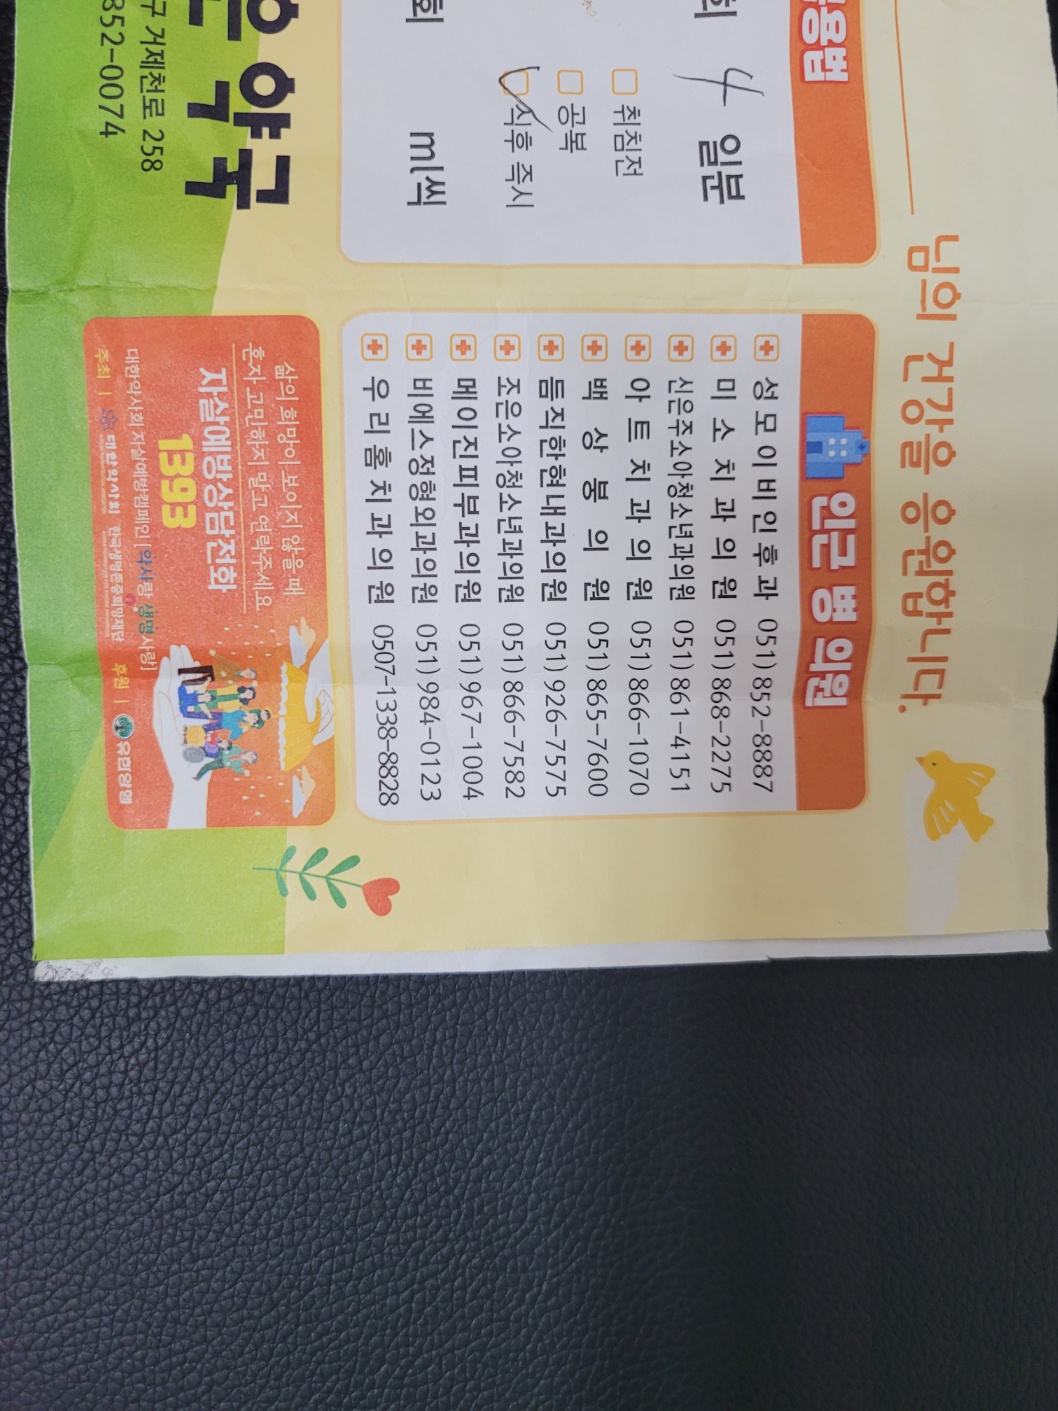 님의 건강을 응원합니다.
용법
회 4 일분
취침전
공복
식후 즉시
회 ml씩
인근 병 의원
성모이비인후과 051) 852-8887
미소치과의원 051) 868-2275
신은주소아청소년과의원 051) 861-4151
아트치과의원 051) 866-1070
백상봉의원 051) 865-7600
듬직한현내과의원 051) 926-7575
조은소아청소년과의원 051) 866-7582
메이진피부과의원 051) 967-1004
비에스정형외과의원 051) 984-0123
우리홈치과의원 0507-1338-8828
약국
구 거제천로 258
852-0074
삶의 희망이 보이지 않을 때
혼자 고민하지 말고 연락주세요
자살예방상담전화
1393
대한약사회 자살예방캠페인 [약사랑 생명사랑]
주최 | 대한약사회 한국생명존중희망재단 후원 | 유한양행